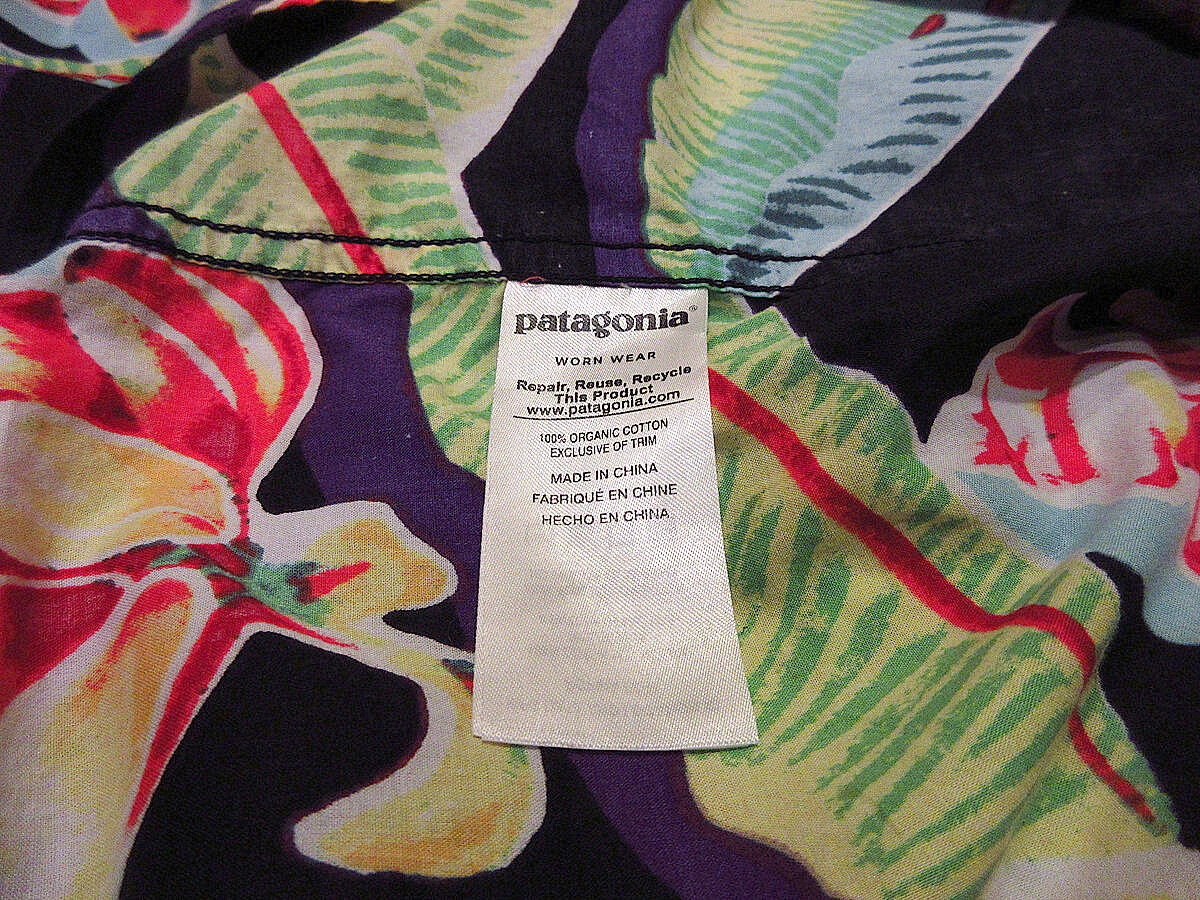 patagonia®
WORN WEAR
Repair, Reuse, Recycle
This Product
www.patagonia.com
100% ORGANIC COTTON
EXCLUSIVE OF TRIM
MADE IN CHINA
FABRIQUÉ EN CHINE
HECHO EN CHINA